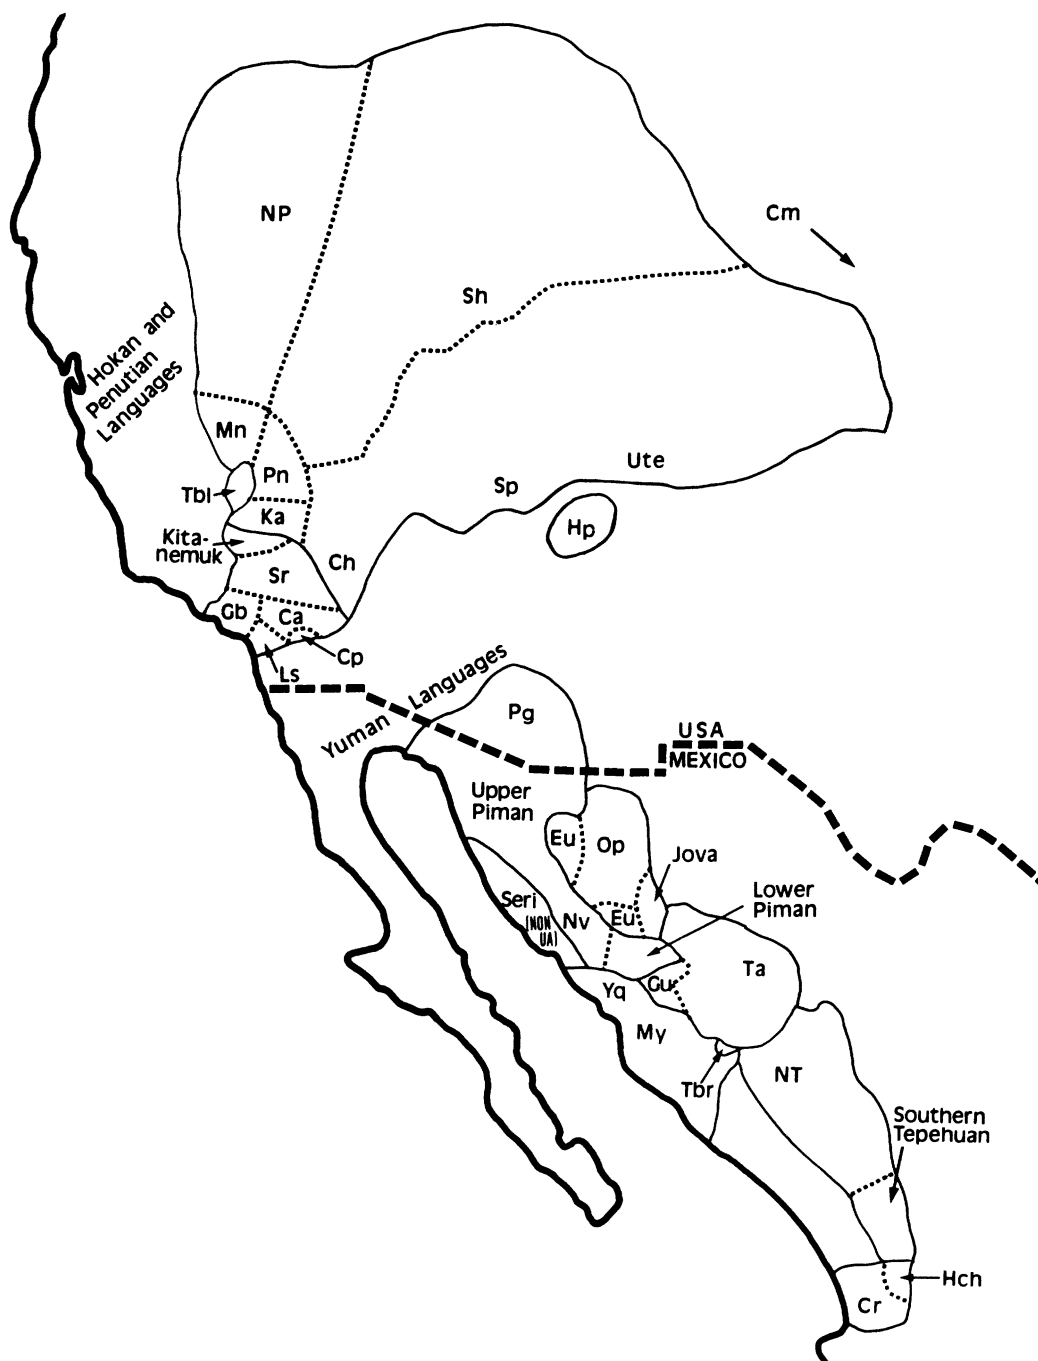 NP
Cm
Sh
Hokan and
Penutian
Languages
Mn
Pn
Tbl
Ute
Sp
Ka
Hp
Kita-
nemuk
Ch
Sr
Gb
Ca
Cp
Ls
Yuman Languages
Pg
USA
MEXICO
Upper
Piman
Eu
Op
Jova
Lower
Piman
Seri
(NON
UA)
Nv
Eu
Ta
Yq
Gu
My
Tbr
NT
Southern
Tepehuan
Hch
Cr